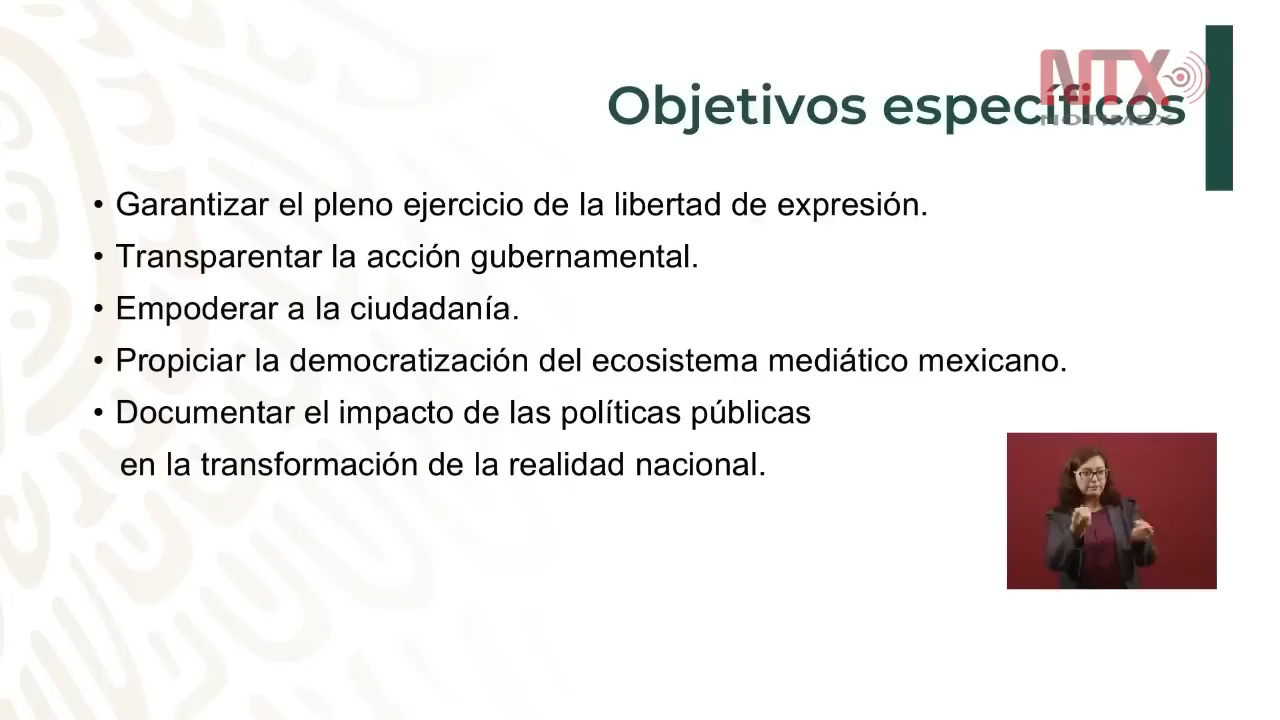 NTX
NOTIMEX
Objetivos específicos
• Garantizar el pleno ejercicio de la libertad de expresión.
• Transparentar la acción gubernamental.
• Empoderar a la ciudadanía.
• Propiciar la democratización del ecosistema mediático mexicano.
• Documentar el impacto de las políticas públicas
en la transformación de la realidad nacional.